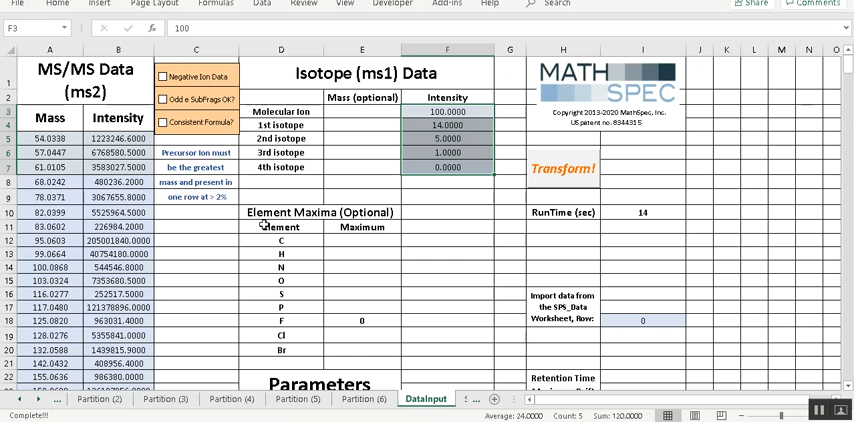 File Home Insert Page Layout Formulas Data Review View Developer Add-ins Help Search Share Comments
F3 fx 100
A B C D E F G H I J K L M N O
1 MS/MS Data (ms2) Negative Ion Data Isotope (ms1) Data MATH SPEC
Odd e SubFrags OK? Copyright 2013-2020 MathSpec, Inc.
2 Mass (optional) Intensity
3 Mass Intensity Consistent Formula? Molecular Ion 100.0000 US patent no. 8344315
4 1st isotope 14.0000
5 54.0338 1223246.6000 2nd isotope 5.0000
6 57.0447 6768580.5000 Precursor Ion must 3rd isotope 1.0000 Transform!
7 61.0105 3583027.5000 be the greatest 4th isotope 0.0000
8 68.0242 480236.2000 mass and present in
9 78.0371 3067655.8000 one row at > 2%
10 82.0399 5525964.5000 Element Maxima (Optional) RunTime (sec) 14
11 83.0602 226984.2000 Element Maximum
12 95.0603 205001840.0000 C
13 99.0664 40754180.0000 H
14 100.0868 544546.8000 N
15 103.0324 7353680.5000 O
16 116.0277 252517.5000 S Import data from
17 117.0480 121378896.0000 P the SPS_Data
18 125.0820 963031.4000 F 0 Worksheet, Row: 0
19 128.0276 5355841.0000 Cl
20 132.0588 1439815.9000 Br
21 142.0432 408956.4000
22 155.0636 986380.0000 Parameters Retention Time
... Partition (2) Partition (3) Partition (4) Partition (5) Partition (6) DataInput ...
Complete!!! Average: 24.0000 Count: 5 Sum: 120.0000